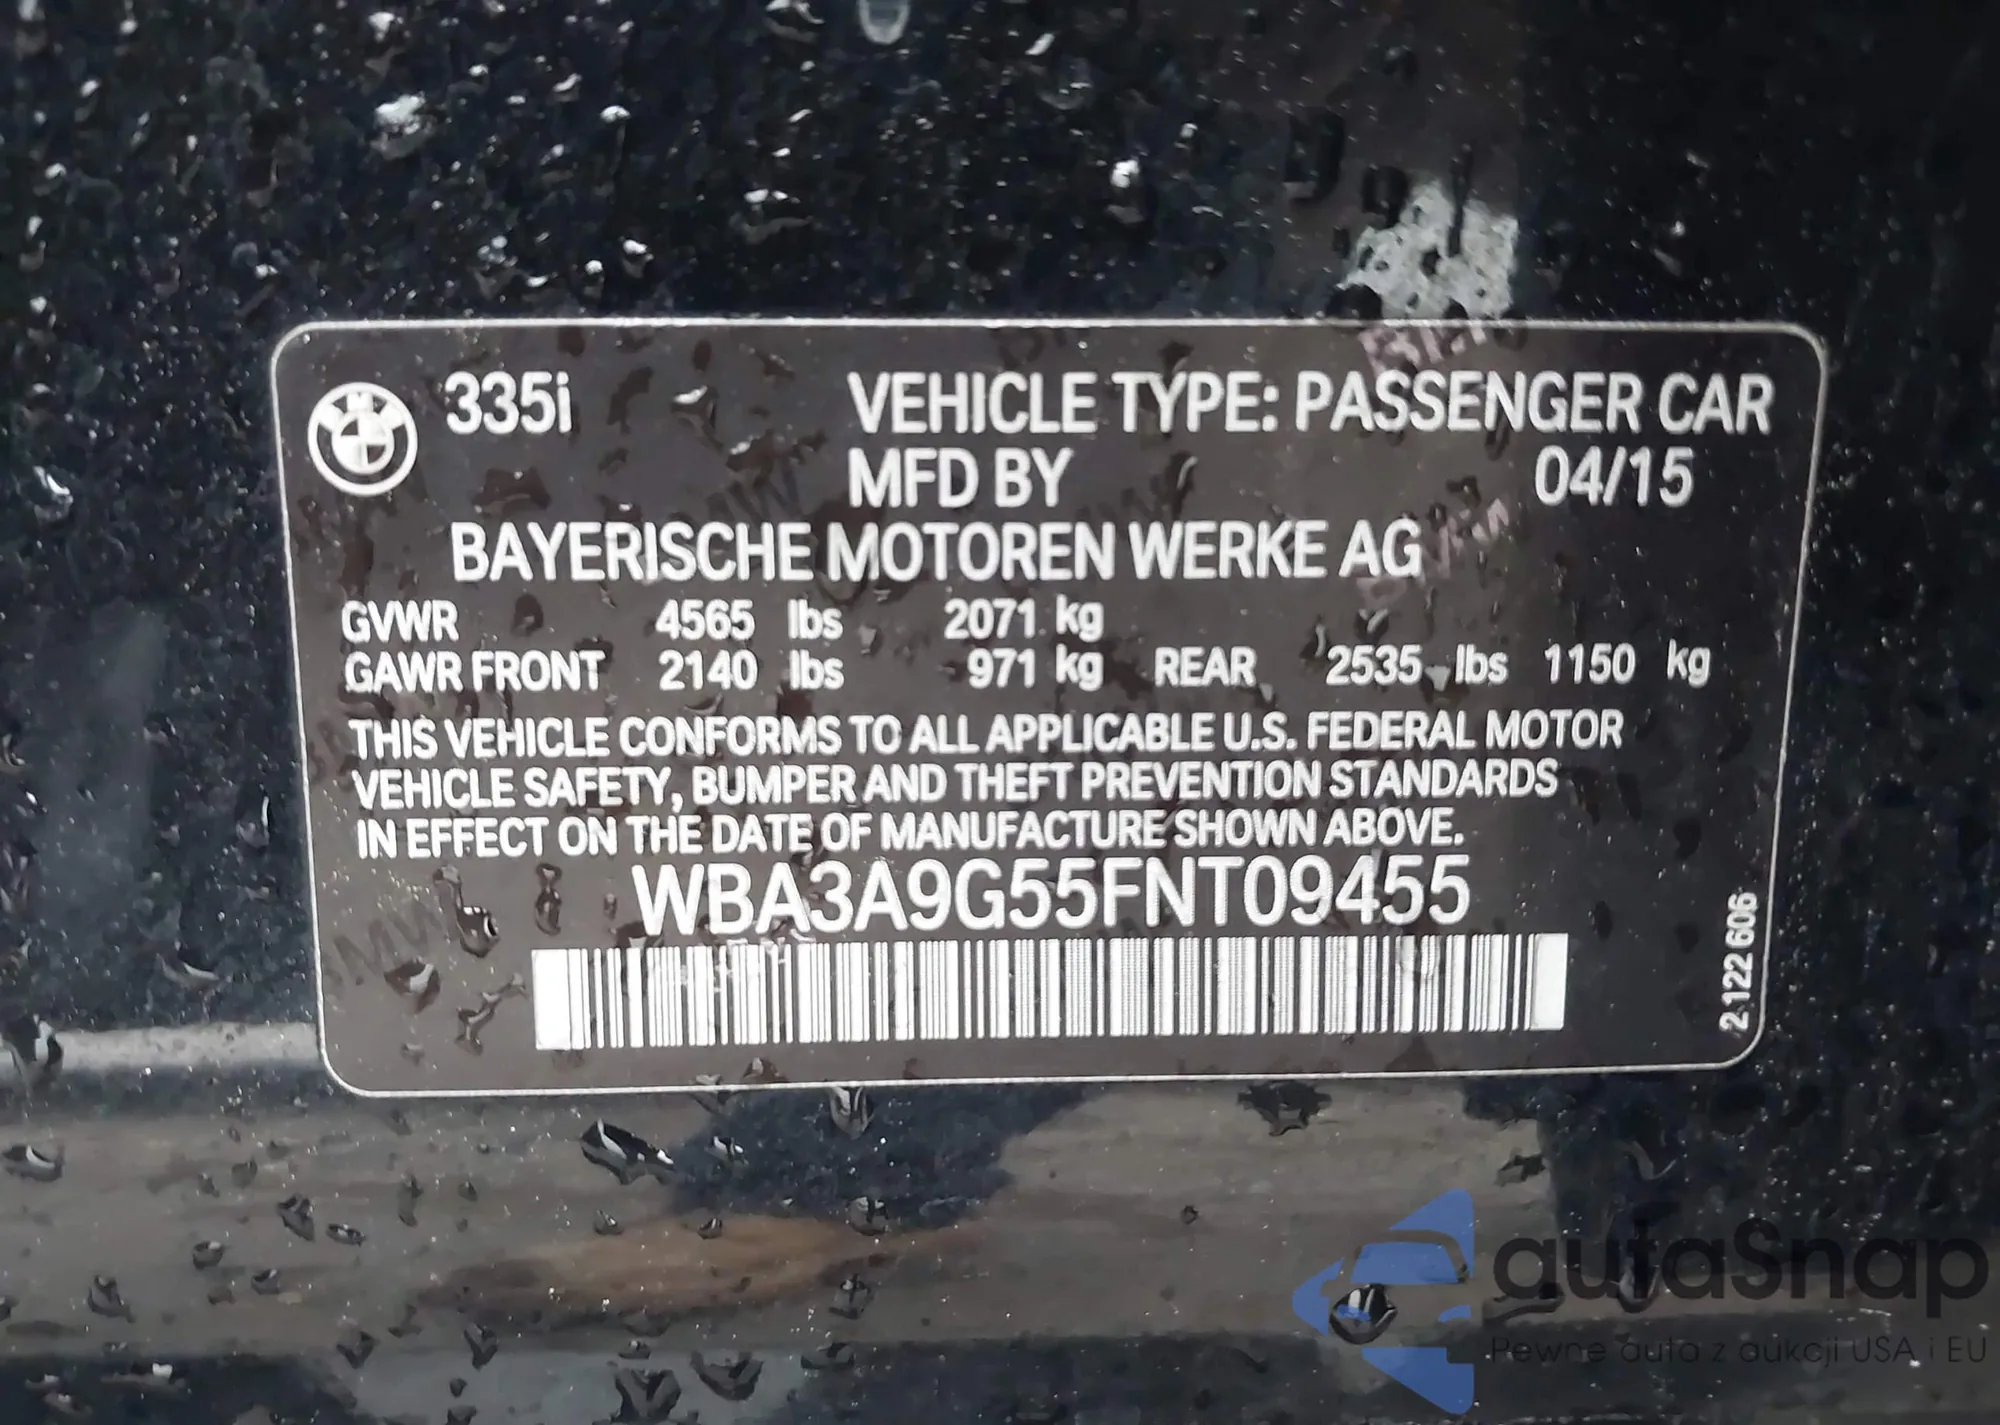 335i VEHICLE TYPE: PASSENGER CAR
MFD BY 04/15
BAYERISCHE MOTOREN WERKE AG
GVWR 4565 lbs 2071 kg
GAWR FRONT 2140 lbs 971 kg REAR 2535 lbs 1150 kg
THIS VEHICLE CONFORMS TO ALL APPLICABLE U.S. FEDERAL MOTOR
VEHICLE SAFETY, BUMPER AND THEFT PREVENTION STANDARDS
IN EFFECT ON THE DATE OF MANUFACTURE SHOWN ABOVE.
WBA3A9G55FNT09455
2 122 606
autaSnap
Pewne auta z aukcji USA i EU